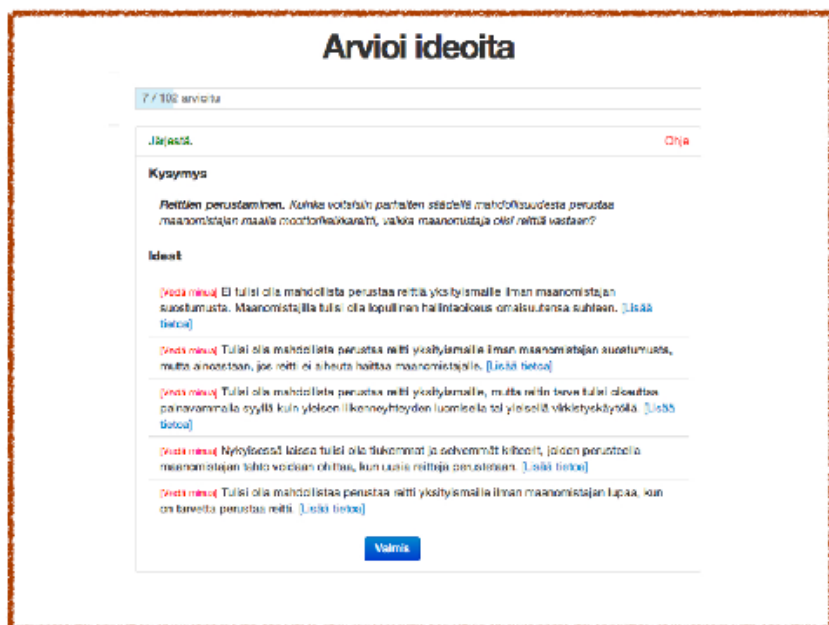 Arvioi ideoita
7 / 102 arvioitu
Järjestä.
Ohje
Kysymys
Reittien perustaminen. Kuinka voitaisiin parhaiten säädellä mahdollisuudesta perustaa
maanomistajan maalle moottorikelkkareitti, vaikka maanomistaja olisi reittiä vastaan?
Ideat
[Vedä minua] Ei tulisi olla mahdollista perustaa reittiä yksityismaille ilman maanomistajan
suostumusta. Maanomistajilla tulisi olla lopullinen hallintaoikeus omaisuutensa suhteen. [Lisää
tietoa]
[Vedä minua] Tulisi olla mahdollista perustaa reitti yksityismaille ilman maanomistajan suostumusta,
mutta ainoastaan, jos reitti ei aiheuta haittaa maanomistajalle. [Lisää tietoa]
[Vedä minua] Tulisi olla mahdollista perustaa reitti yksityismaille, mutta reitin tarve tulisi oikeuttaa
painavammalla syyllä kuin yleisen liikenneyhteyden luomisella tai yleisellä virkistyskäytöllä. [Lisää
tietoa]
[Vedä minua] Nykyisessä laissa tulisi olla tiukemmat ja selvemmät kriteerit, joiden perusteella
maanomistajan tahto voidaan ohittaa, kun uusia reittejä perustetaan. [Lisää tietoa]
[Vedä minua] Tulisi olla mahdollistaa perustaa reitti yksityismaille ilman maanomistajan lupaa, kun
on tarvetta perustaa reitti. [Lisää tietoa]
Valmis